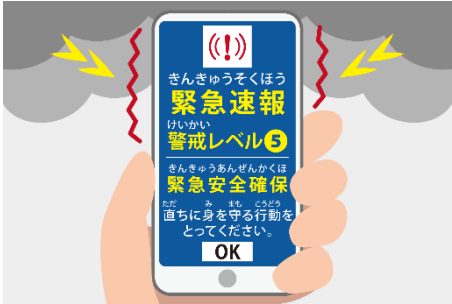 ((!))
きんきゅうそくほう
緊急速報
けいかい
警戒レベル❺
きんきゅうあんぜんかくほ
緊急安全確保
ただ み まも こうどう
直ちに身を守る行動を
とってください。
OK